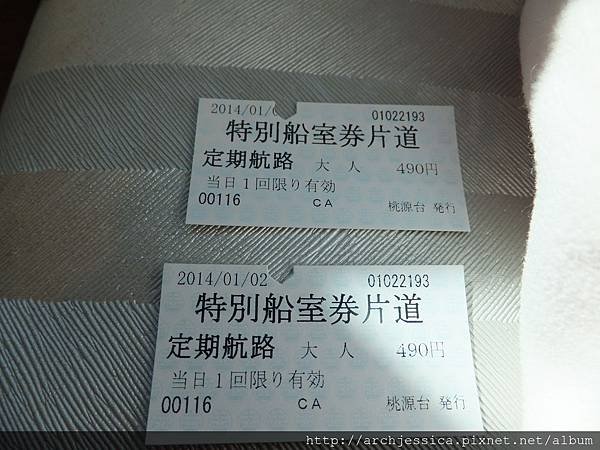 2014/01/0 01022193
特別船室券片道
定期航路 大人 490円
当日1回限り有効
00116 CA 桃源台 発行
2014/01/02 01022193
特別船室券片道
定期航路 大人 490円
当日1回限り有効
00116 CA 桃源台 発行
http://archjessica.pixnet.net/album